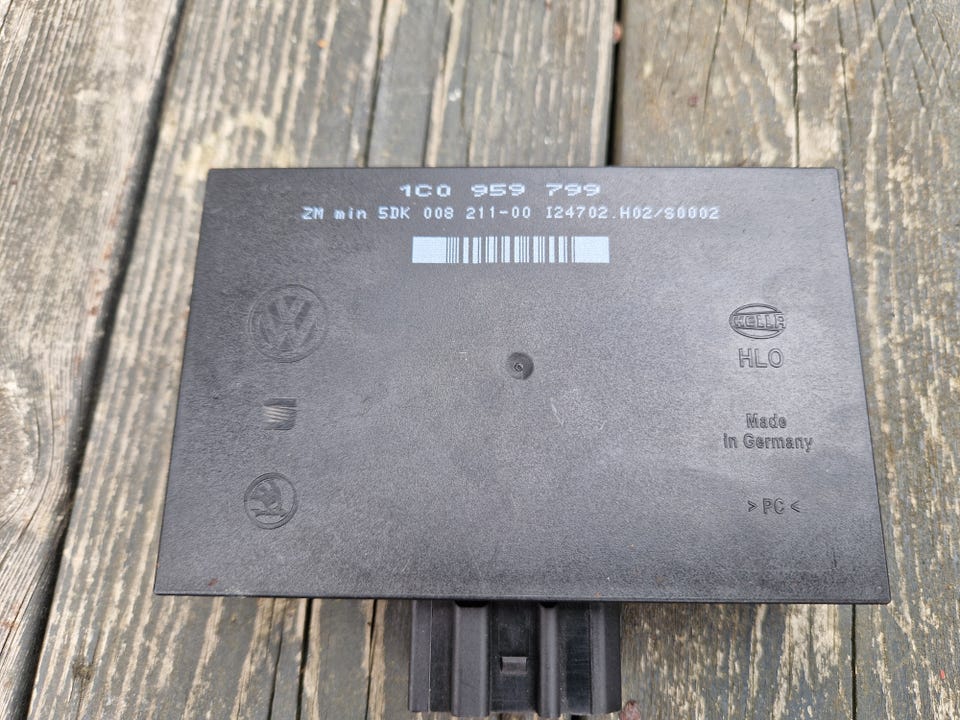 1C0 959 799
ZM min 5DK 008 211-00 I24702.H02/S0002
HELLA
HLO
Made
in Germany
>PC<